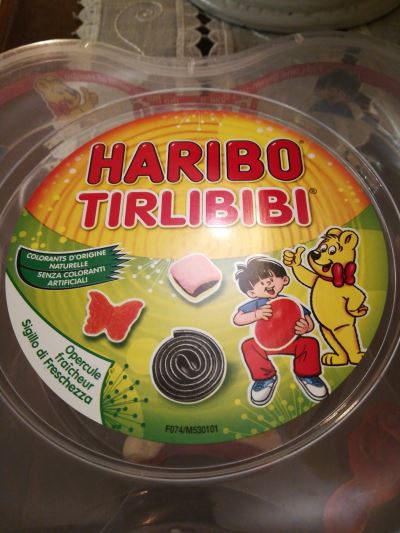 HARIBO
TIRLIBIBI®
COLORANTS D'ORIGINE
NATURELLE
SENZA COLORANTI
ARTIFICIALI
Opercule
fraîcheur
Sigillo di Freschezza
F074/M530101